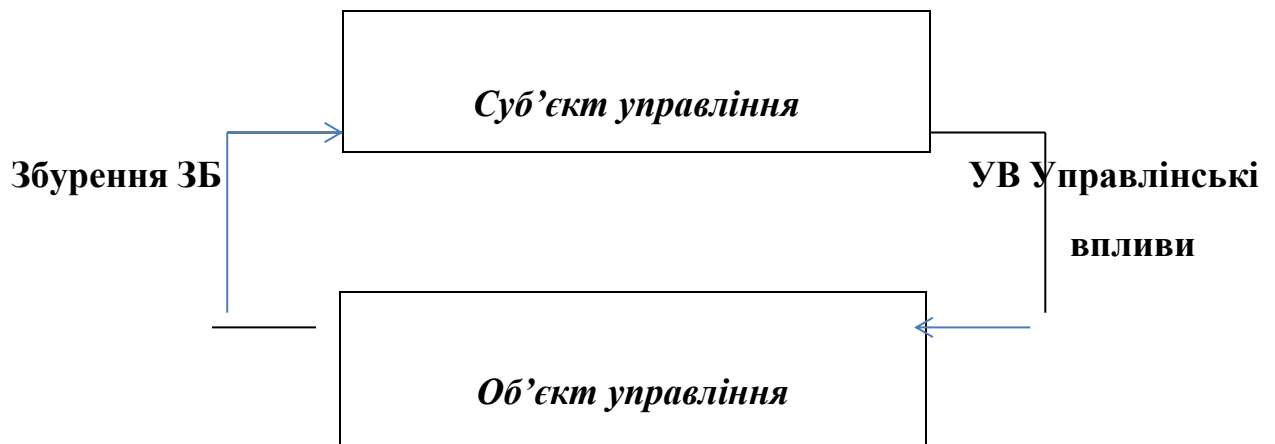 Суб’єкт управління
Збурення ЗБ
УВ Управлінські
впливи
Об’єкт управління